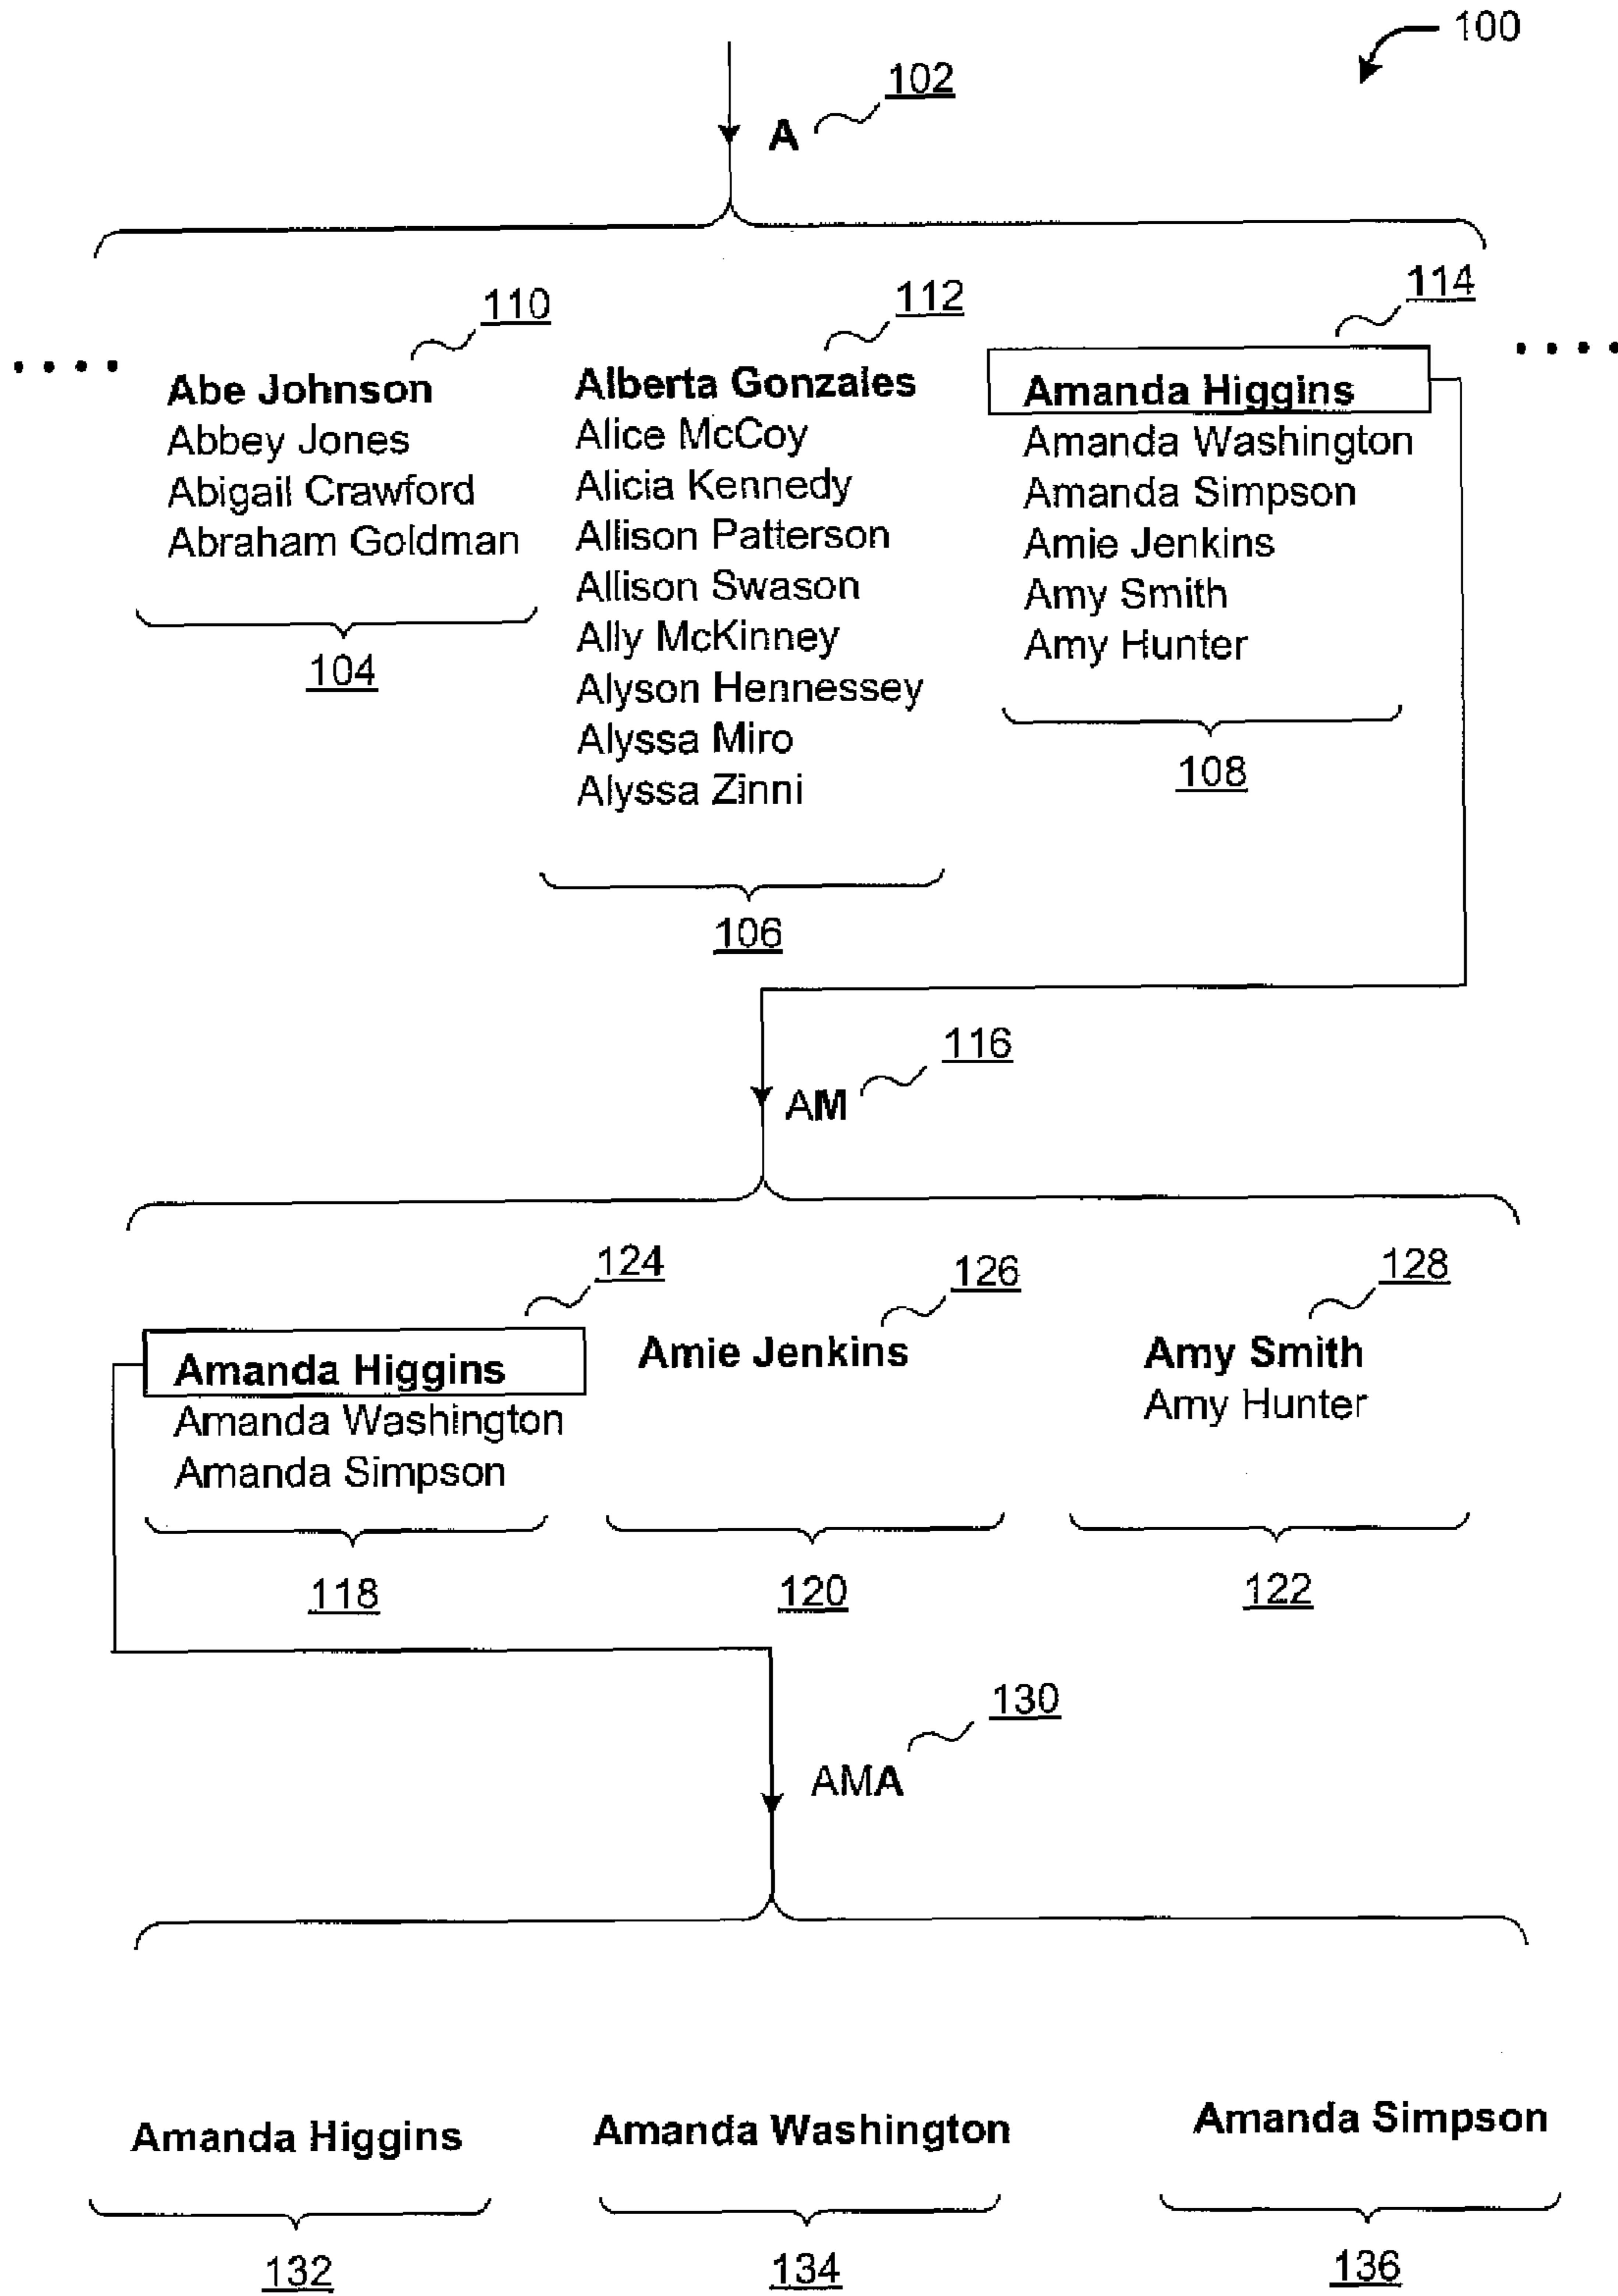 100
102
A
110
112
114
....
....
Abe Johnson
Abbey Jones
Abigail Crawford
Abraham Goldman
104
Alberta Gonzales
Alice McCoy
Alicia Kennedy
Allison Patterson
Allison Swason
Ally McKinney
Alyson Hennessey
Alyssa Miro
Alyssa Zinni
106
Amanda Higgins
Amanda Washington
Amanda Simpson
Amie Jenkins
Amy Smith
Amy Hunter
108
116
AM
124
126
128
Amanda Higgins
Amanda Washington
Amanda Simpson
118
Amie Jenkins
120
Amy Smith
Amy Hunter
122
130
AMA
Amanda Higgins
132
Amanda Washington
134
Amanda Simpson
136